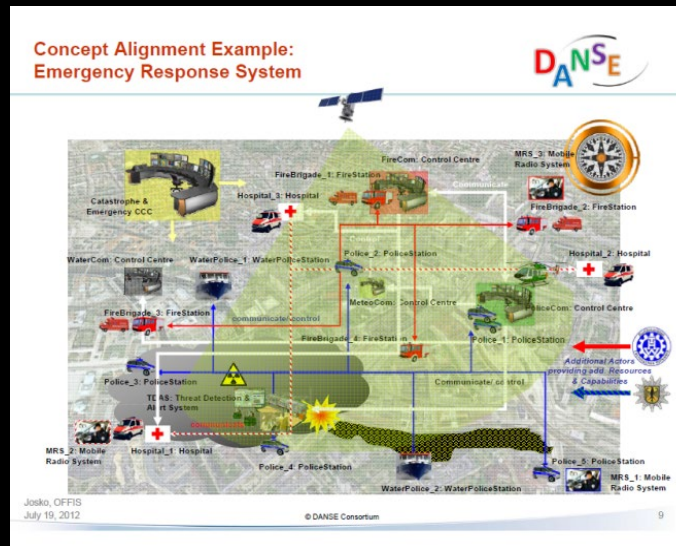 Concept Alignment Example:
Emergency Response System
DANSE
FireCom: Control Centre
MRS_3: Mobile
Radio System
FireBrigade_1: FireStation
Communicate
Catastrophe &
Emergency CCC
Hospital_3: Hospital
FireBrigade_2: FireStation
WaterCom: Control Centre
WaterPolice_1: WaterPoliceStation
Police_2: PoliceStation
Hospital_2: Hospital
MeteoCom: Control Centre
PoliceCom: Control Centre
FireBrigade_3: FireStation
communicate/ control
FireBrigade_4: FireStation
Police_1: PoliceStation
Additional Actors
providing add. Resources
& Capabilities
Police_3: PoliceStation
Communicate/ control
TDAS: Threat Detection &
Alert System
MRS_2: Mobile
Radio System
Hospital_1: Hospital
Police_4: PoliceStation
Police_5: PoliceStation
WaterPolice_2: WaterPoliceStation
MRS_1: Mobile
Radio System
Josko, OFFIS
July 19, 2012
© DANSE Consortium
9